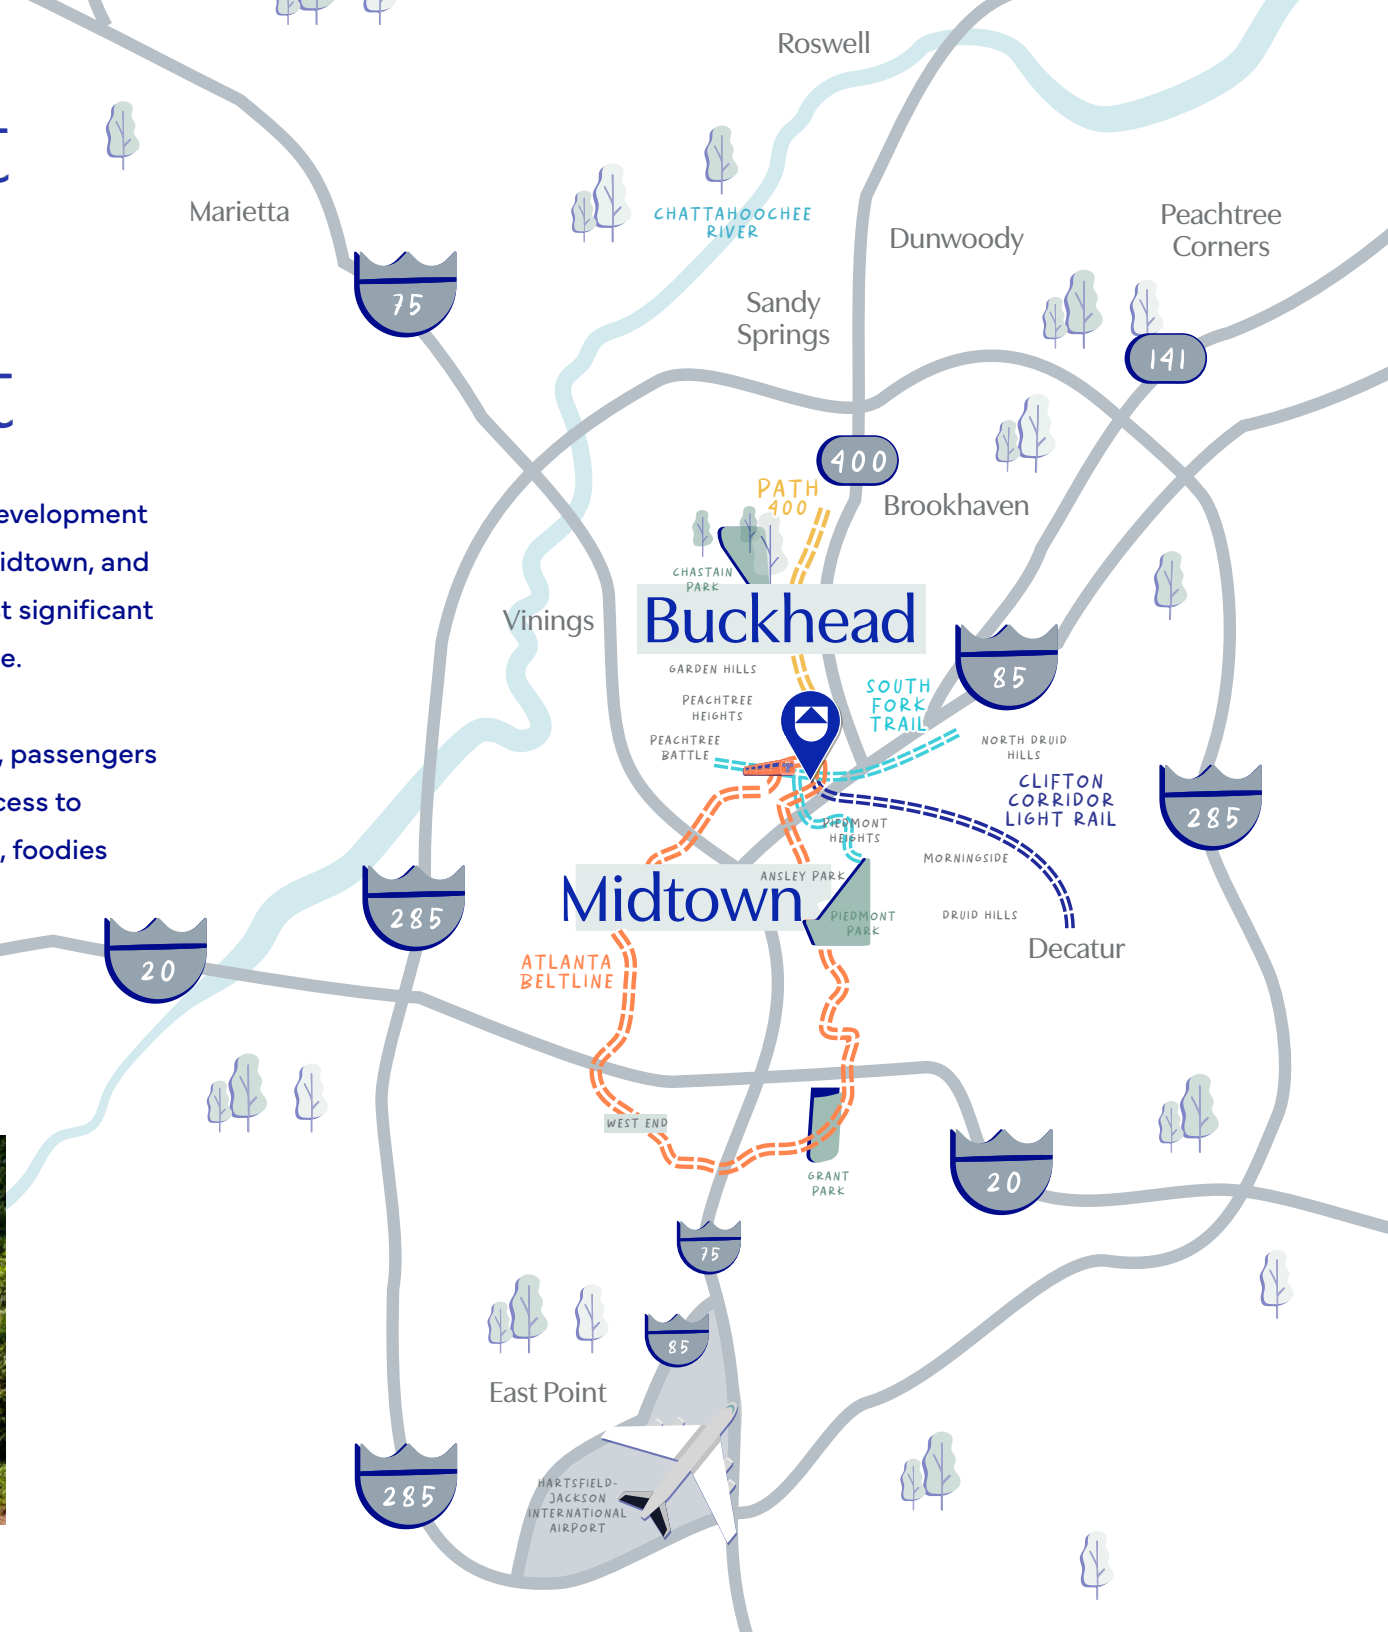 Roswell
Marietta
CHATTAHOOCHEE
RIVER
Dunwoody
Peachtree
Corners
75
Sandy
Springs
141
400
PATH
400
Brookhaven
evelopment
idtown, and
t significant
e.
CHASTAIN
PARK
Buckhead
Vinings
GARDEN HILLS
PEACHTREE
HEIGHTS
PEACHTREE
BATTLE
SOUTH
FORK
TRAIL
85
NORTH DRUID
HILLS
, passengers
cess to
, foodies
CLIFTON
CORRIDOR
LIGHT RAIL
285
PIEDMONT
HEIGHTS
MORNINGSIDE
ANSLEY PARK
Midtown
PIEDMONT
PARK
DRUID HILLS
Decatur
285
20
ATLANTA
BELTLINE
WEST END
GRANT
PARK
20
75
85
East Point
HARTSFIELD-
JACKSON
INTERNATIONAL
AIRPORT
285